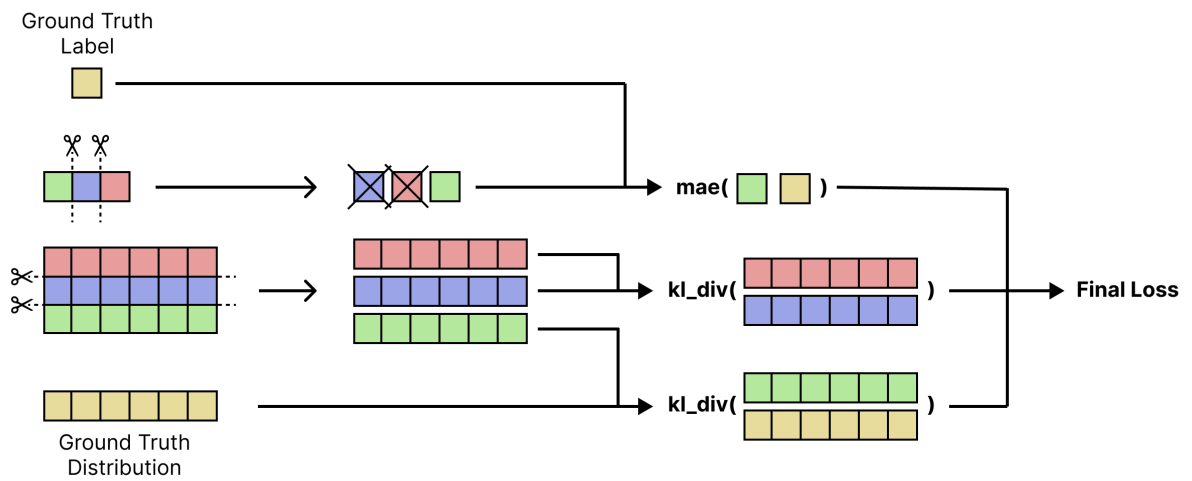 Ground Truth
Label
mae( )
kl_div( )
Final Loss
kl_div( )
Ground Truth
Distribution